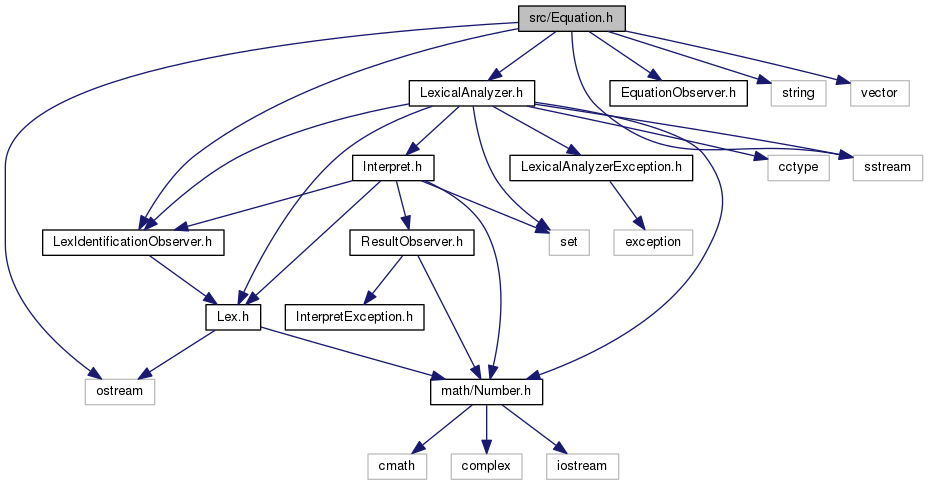 src/Equation.h
LexicalAnalyzer.h
EquationObserver.h
string
vector
Interpret.h
LexicalAnalyzerException.h
cctype
sstream
LexIdentificationObserver.h
ResultObserver.h
set
exception
Lex.h
InterpretException.h
ostream
math/Number.h
cmath
complex
iostream